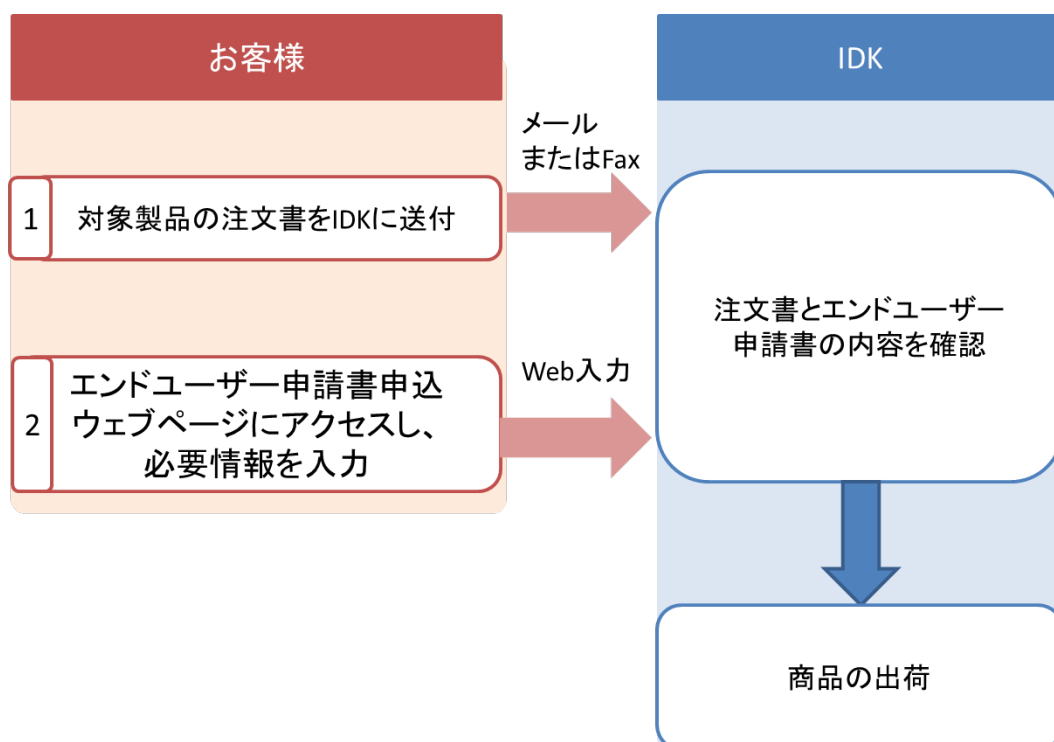 お客様
IDK
メール
またはFax
1
対象製品の注文書をIDKに送付
注文書とエンドユーザー
申請書の内容を確認
Web入力
2
エンドユーザー申請書申込
ウェブページにアクセスし、
必要情報を入力
商品の出荷